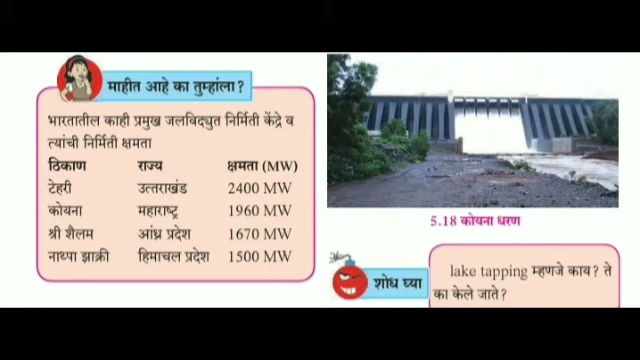 माहीत आहे का तुम्हांला ?
भारतातील काही प्रमुख जलविद्युत निर्मिती केंद्रे व
त्यांची निर्मिती क्षमता
ठिकाण राज्य क्षमता (MW)
टेहरी उत्तराखंड 2400 MW
कोयना महाराष्ट्र 1960 MW
श्री शैलम आंध्र प्रदेश 1670 MW
नाथ्पा झाक्री हिमाचल प्रदेश 1500 MW
5.18 कोयना धरण
शोध घ्या
lake tapping म्हणजे काय ? ते
का केले जाते ?